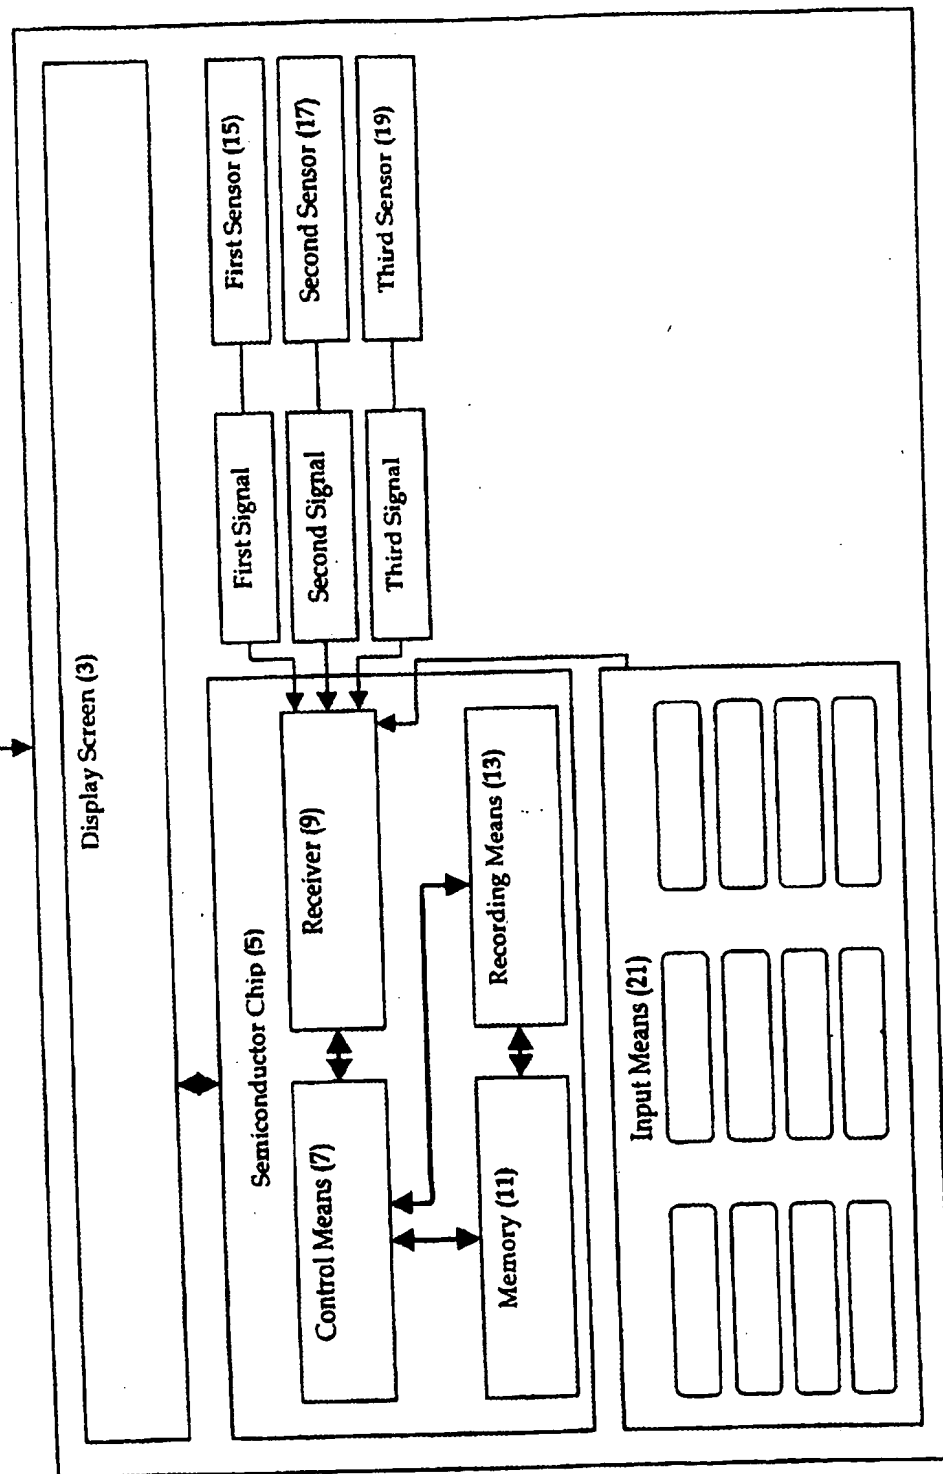 Display Screen (3)
Semiconductor Chip (5)
Control Means (7)
Receiver (9)
Memory (11)
Recording Means (13)
First Signal
Second Signal
Third Signal
First Sensor (15)
Second Sensor (17)
Third Sensor (19)
Input Means (21)